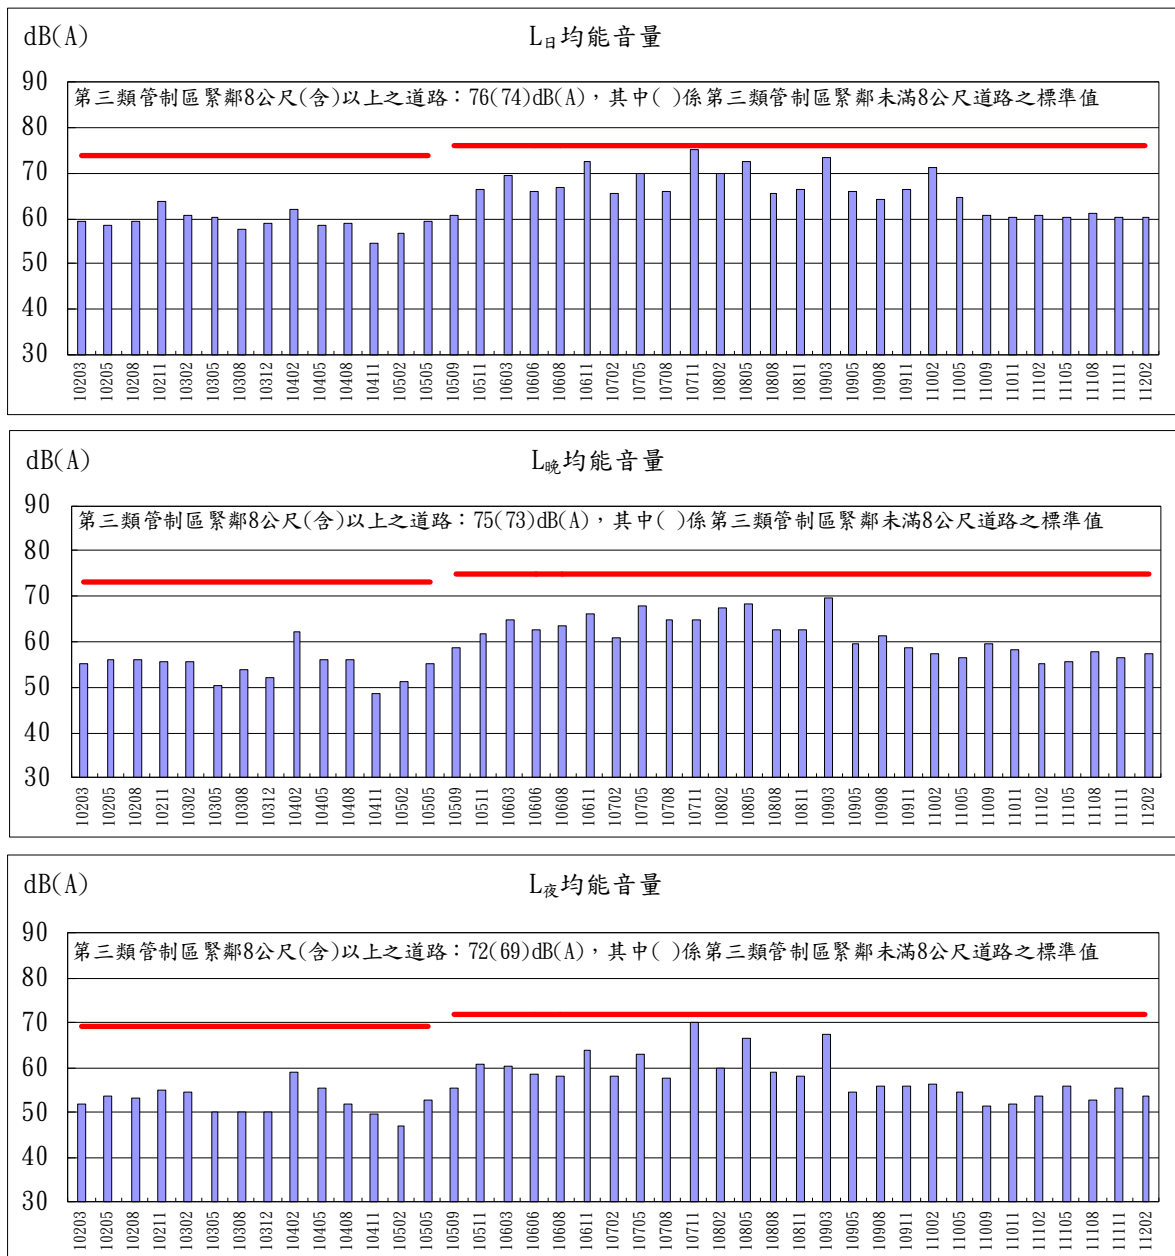 dB(A)
L日均能音量
90
第三類管制區緊鄰8公尺(含)以上之道路：76(74)dB(A)，其中( )係第三類管制區緊鄰未滿8公尺道路之標準值
80
70
60
50
40
30
10203 10205 10208 10211 10302 10305 10308 10312 10402 10405 10408 10411 10502 10505 10509 10511 10603 10606 10608 10611 10702 10705 10708 10711 10802 10805 10808 10811 10903 10905 10908 10911 11002 11005 11009 11011 11102 11105 11108 11111 11202
dB(A)
L晚均能音量
90
第三類管制區緊鄰8公尺(含)以上之道路：75(73)dB(A)，其中( )係第三類管制區緊鄰未滿8公尺道路之標準值
80
70
60
50
40
30
10203 10205 10208 10211 10302 10305 10308 10312 10402 10405 10408 10411 10502 10505 10509 10511 10603 10606 10608 10611 10702 10705 10708 10711 10802 10805 10808 10811 10903 10905 10908 10911 11002 11005 11009 11011 11102 11105 11108 11111 11202
dB(A)
L夜均能音量
90
第三類管制區緊鄰8公尺(含)以上之道路：72(69)dB(A)，其中( )係第三類管制區緊鄰未滿8公尺道路之標準值
80
70
60
50
40
30
10203 10205 10208 10211 10302 10305 10308 10312 10402 10405 10408 10411 10502 10505 10509 10511 10603 10606 10608 10611 10702 10705 10708 10711 10802 10805 10808 10811 10903 10905 10908 10911 11002 11005 11009 11011 11102 11105 11108 11111 11202